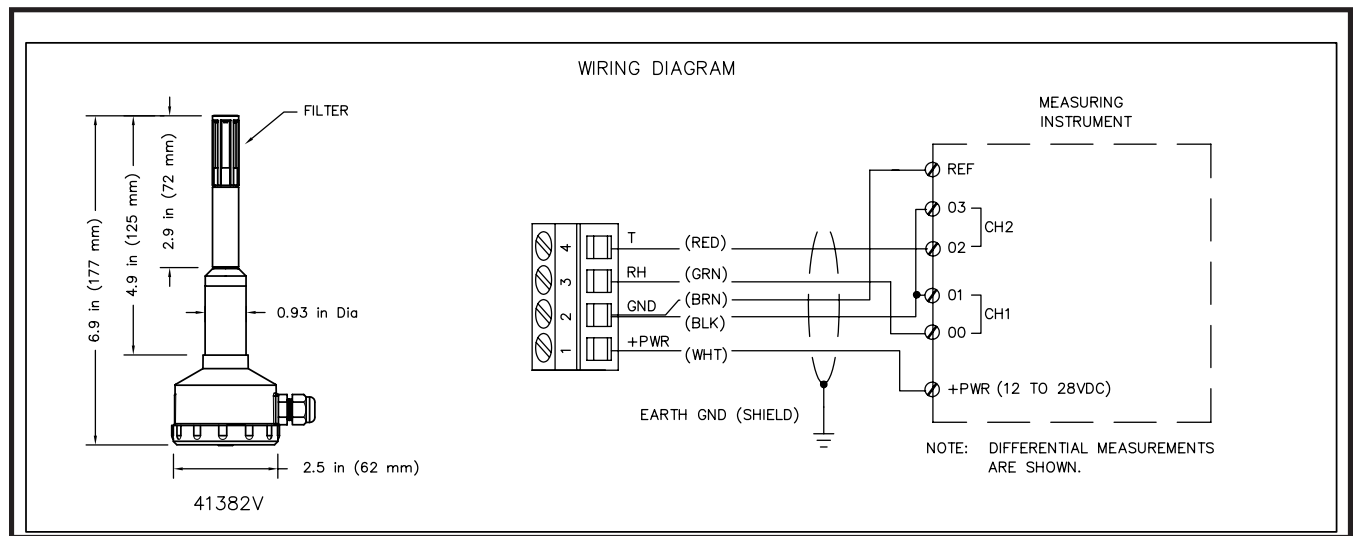 WIRING DIAGRAM
FILTER
6.9 in (177 mm)
4.9 in (125 mm)
2.9 in (72 mm)
0.93 in Dia
2.5 in (62 mm)
41382V
4
3
2
1
T
RH
GND
+PWR
(RED)
(GRN)
(BRN)
(BLK)
(WHT)
EARTH GND (SHIELD)
MEASURING
INSTRUMENT
REF
03
CH2
02
01
CH1
00
+PWR (12 TO 28VDC)
NOTE: DIFFERENTIAL MEASUREMENTS
ARE SHOWN.